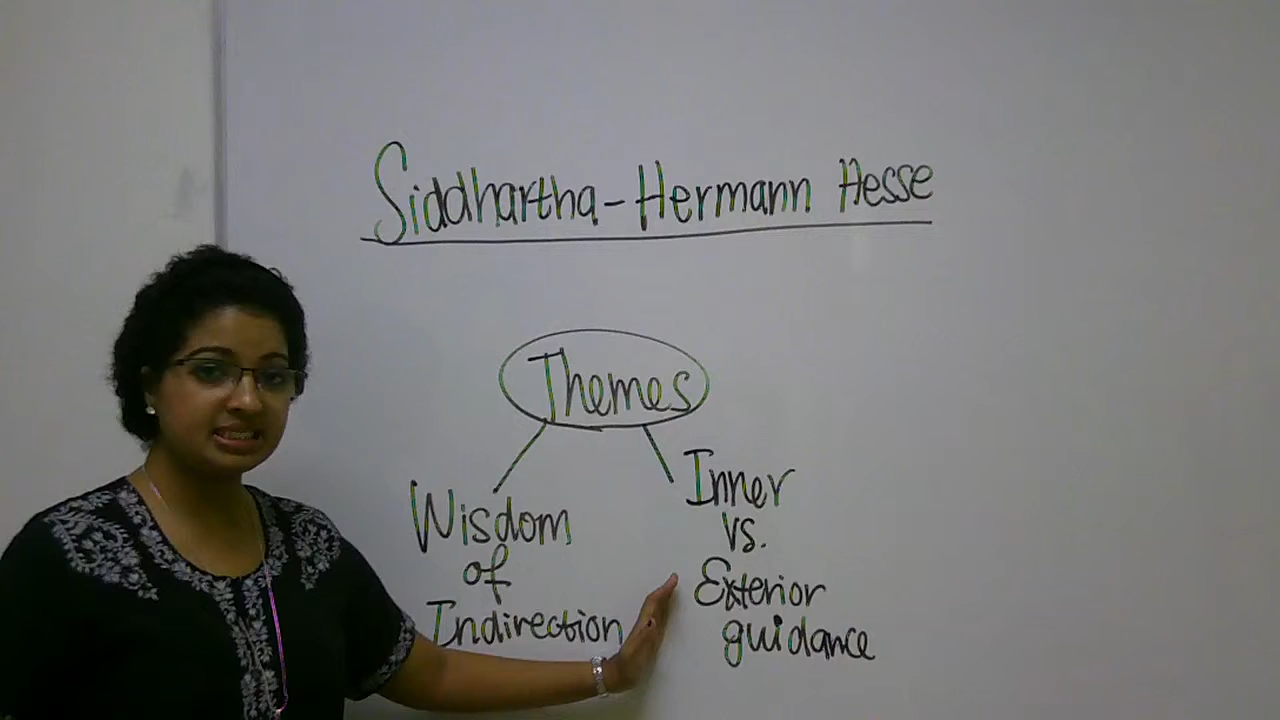 Siddhartha - Hermann Hesse
Themes
Wisdom
of
Indirection
Inner
vs.
Exterior
guidance